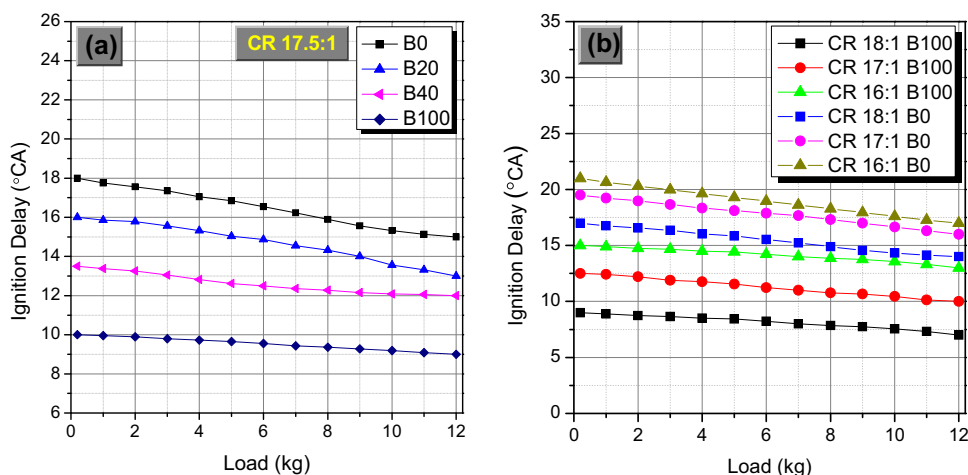 (a)
CR 17.5:1
B0
B20
B40
B100
26
24
22
20
18
16
14
12
10
8
6
0 2 4 6 8 10 12
Ignition Delay (°CA)
Load (kg)
(b)
CR 18:1 B100
CR 17:1 B100
CR 16:1 B100
CR 18:1 B0
CR 17:1 B0
CR 16:1 B0
35
30
25
20
15
10
5
0
0 2 4 6 8 10 12
Ignition Delay (°CA)
Load (kg)